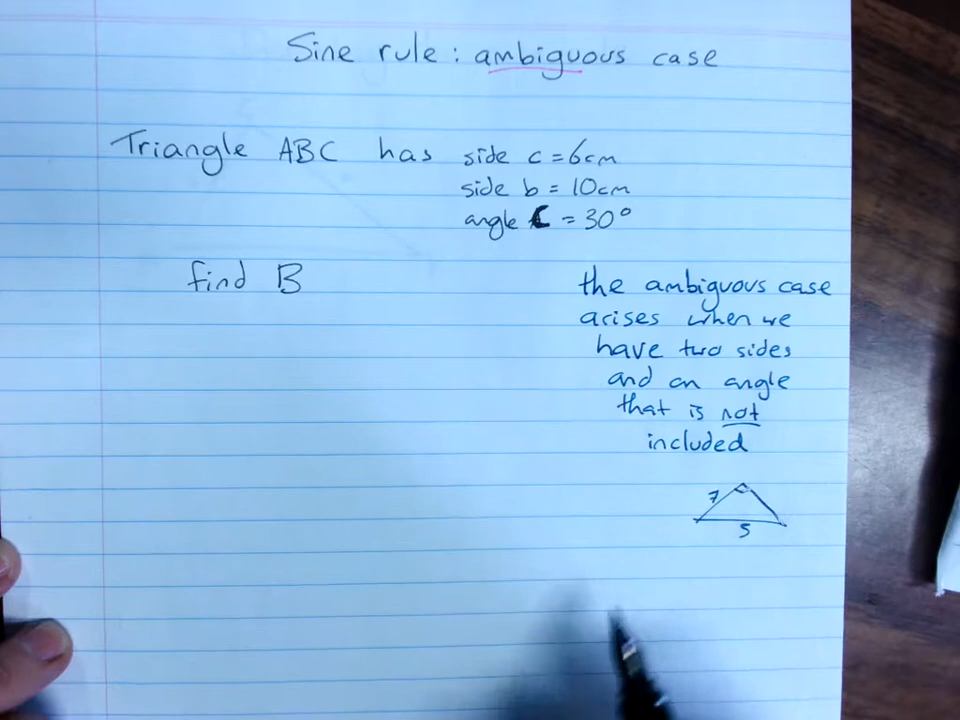 Sine rule: ambiguous case
Triangle ABC has side c = 6cm
side b = 10cm
angle C = 30°
find B
the ambiguous case
arises when we
have two sides
and an angle
that is not
included
7
5